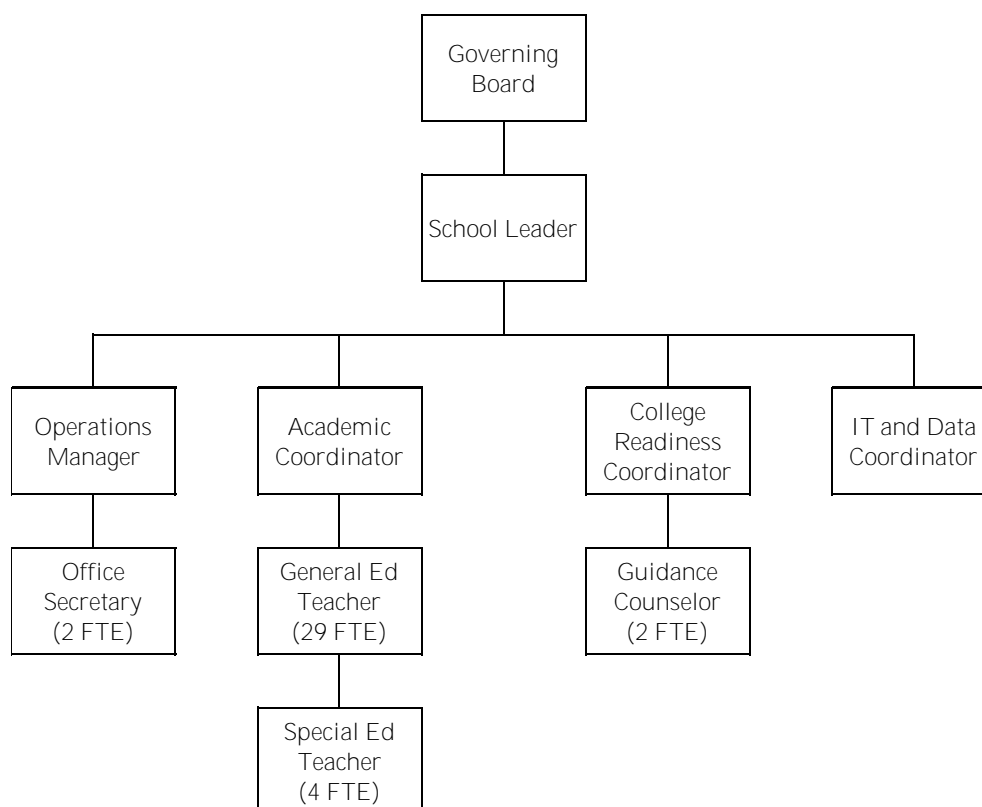 Governing
Board
School Leader
Operations
Manager
Academic
Coordinator
College
Readiness
Coordinator
IT and Data
Coordinator
Office
Secretary
(2 FTE)
General Ed
Teacher
(29 FTE)
Guidance
Counselor
(2 FTE)
Special Ed
Teacher
(4 FTE)